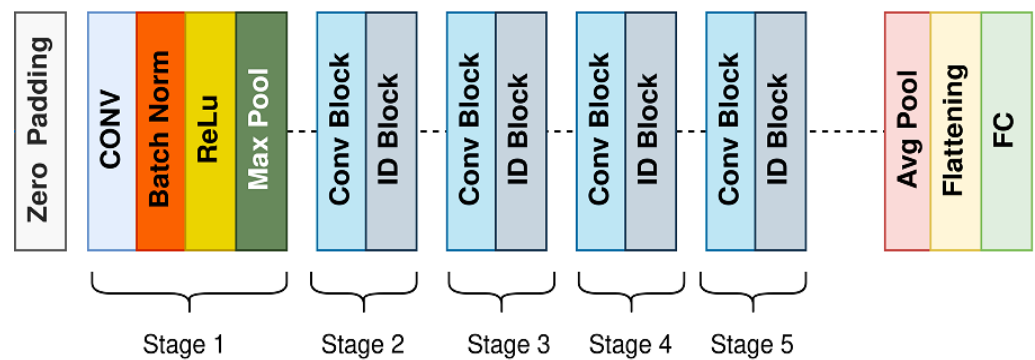 Zero Padding
CONV
Batch Norm
ReLu
Max Pool
Conv Block
ID Block
Conv Block
ID Block
Conv Block
ID Block
Conv Block
ID Block
Avg Pool
Flattening
FC
Stage 1
Stage 2
Stage 3
Stage 4
Stage 5